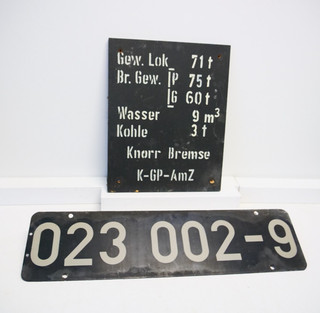 Gew. Lok 71 t
Br. Gew. P 75 t
G 60 t
Wasser 9 m³
Kohle 3 t
Knorr Bremse
K-GP-AmZ
023 002-9